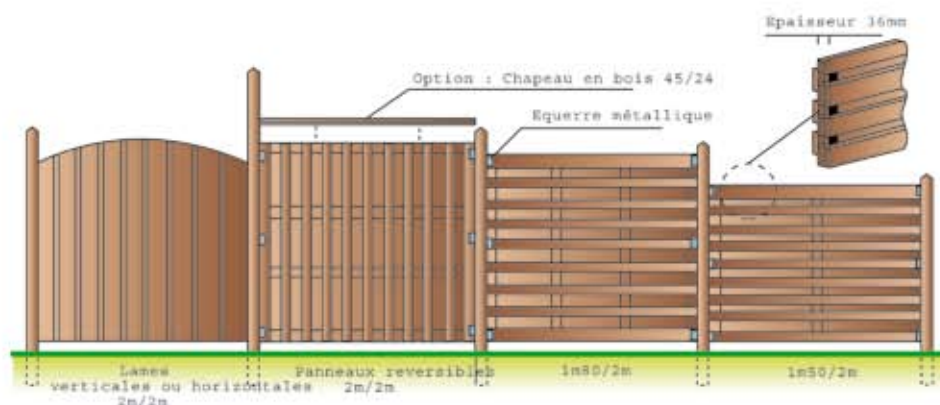 Epaisseur 36mm
Option : Chapeau en bois 45/24
Equerre métallique
Lames
verticales ou horizontales
2m/2m
Panneaux reversibles
2m/2m
1m80/2m
1m50/2m